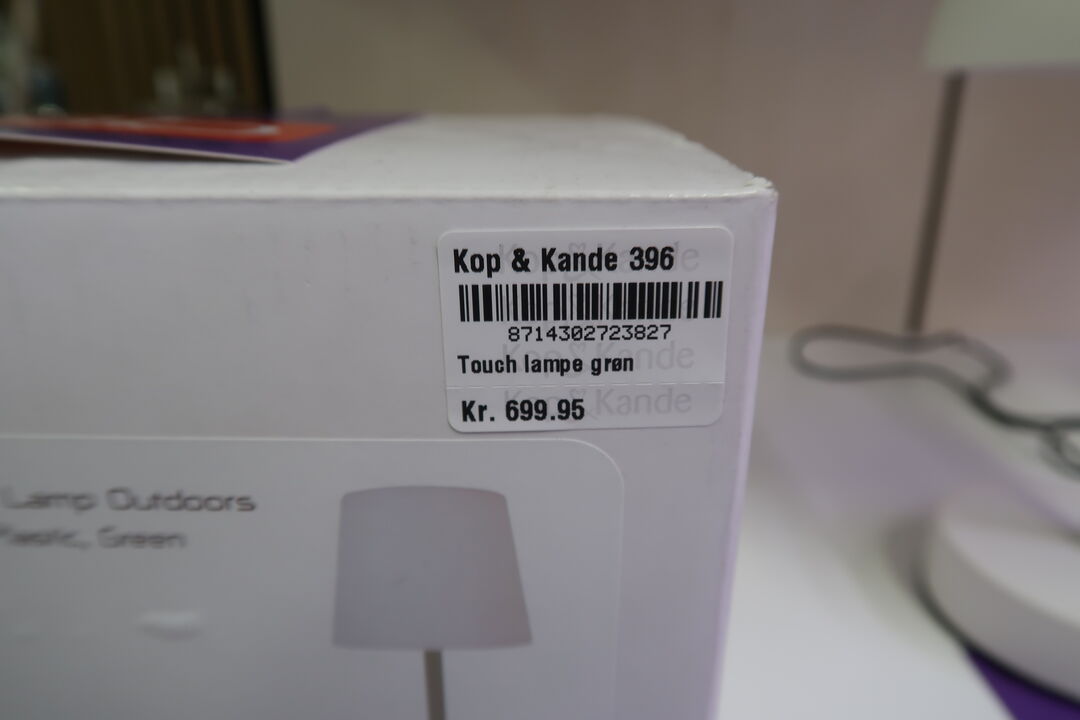 Kop & Kande 396
8714302723827
Touch lampe grøn
Kr. 699.95
Lamp Outdoors
Plastic, Green